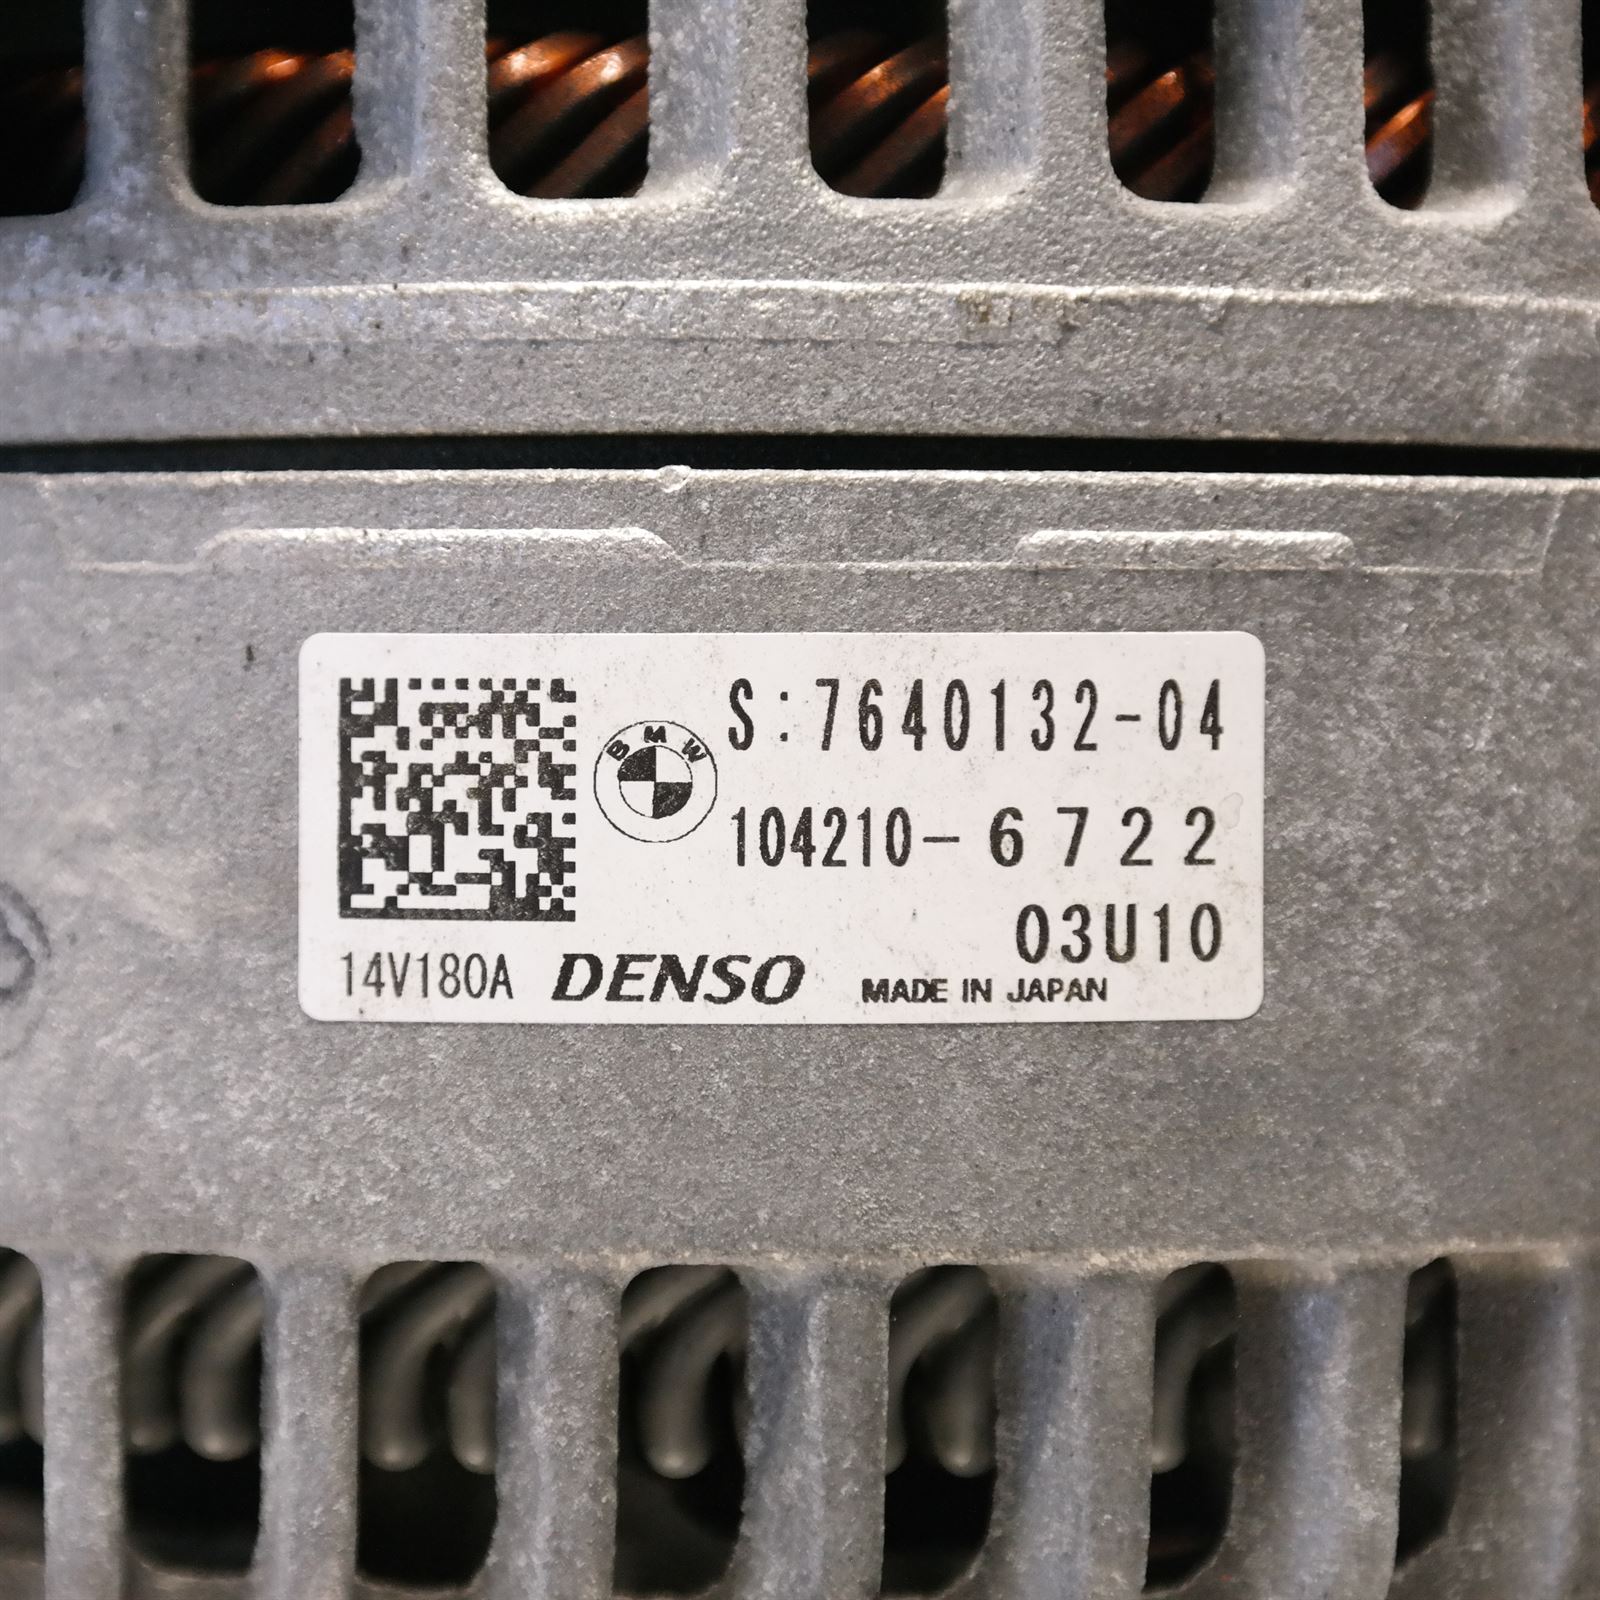 S:7640132-04
BMW
104210-6722
03U10
14V180A DENSO MADE IN JAPAN